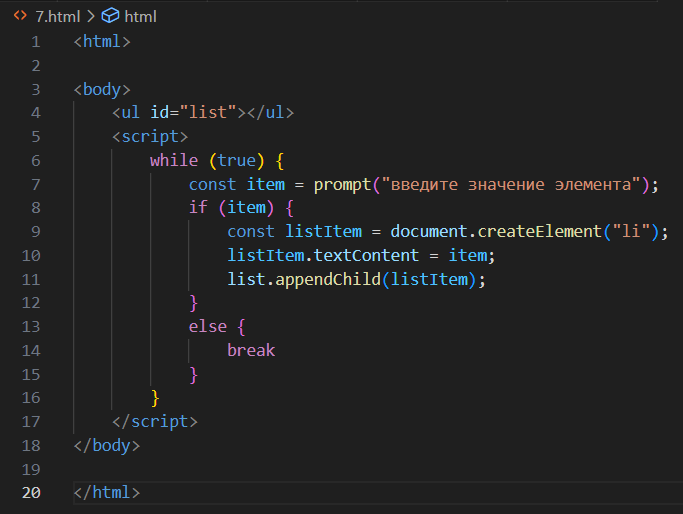 7.html > html
1 <html>
2
3 <body>
4     <ul id="list"></ul>
5     <script>
6         while (true) {
7             const item = prompt("введите значение элемента");
8             if (item) {
9                 const listItem = document.createElement("li");
10                 listItem.textContent = item;
11                 list.appendChild(listItem);
12             }
13             else {
14                 break
15             }
16         }
17     </script>
18 </body>
19
20 </html>